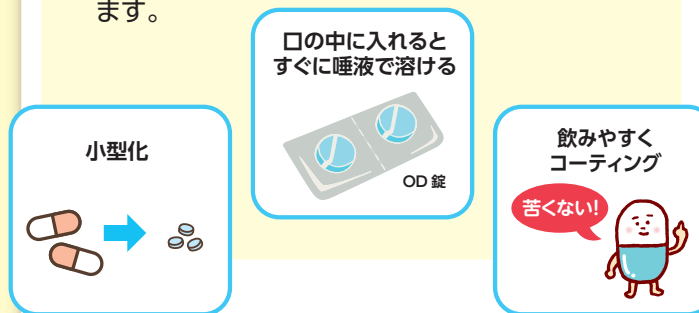 ます。
口の中に入れると
すぐに唾液で溶ける
OD 錠
小型化
飲みやすく
コーティング
苦くない!